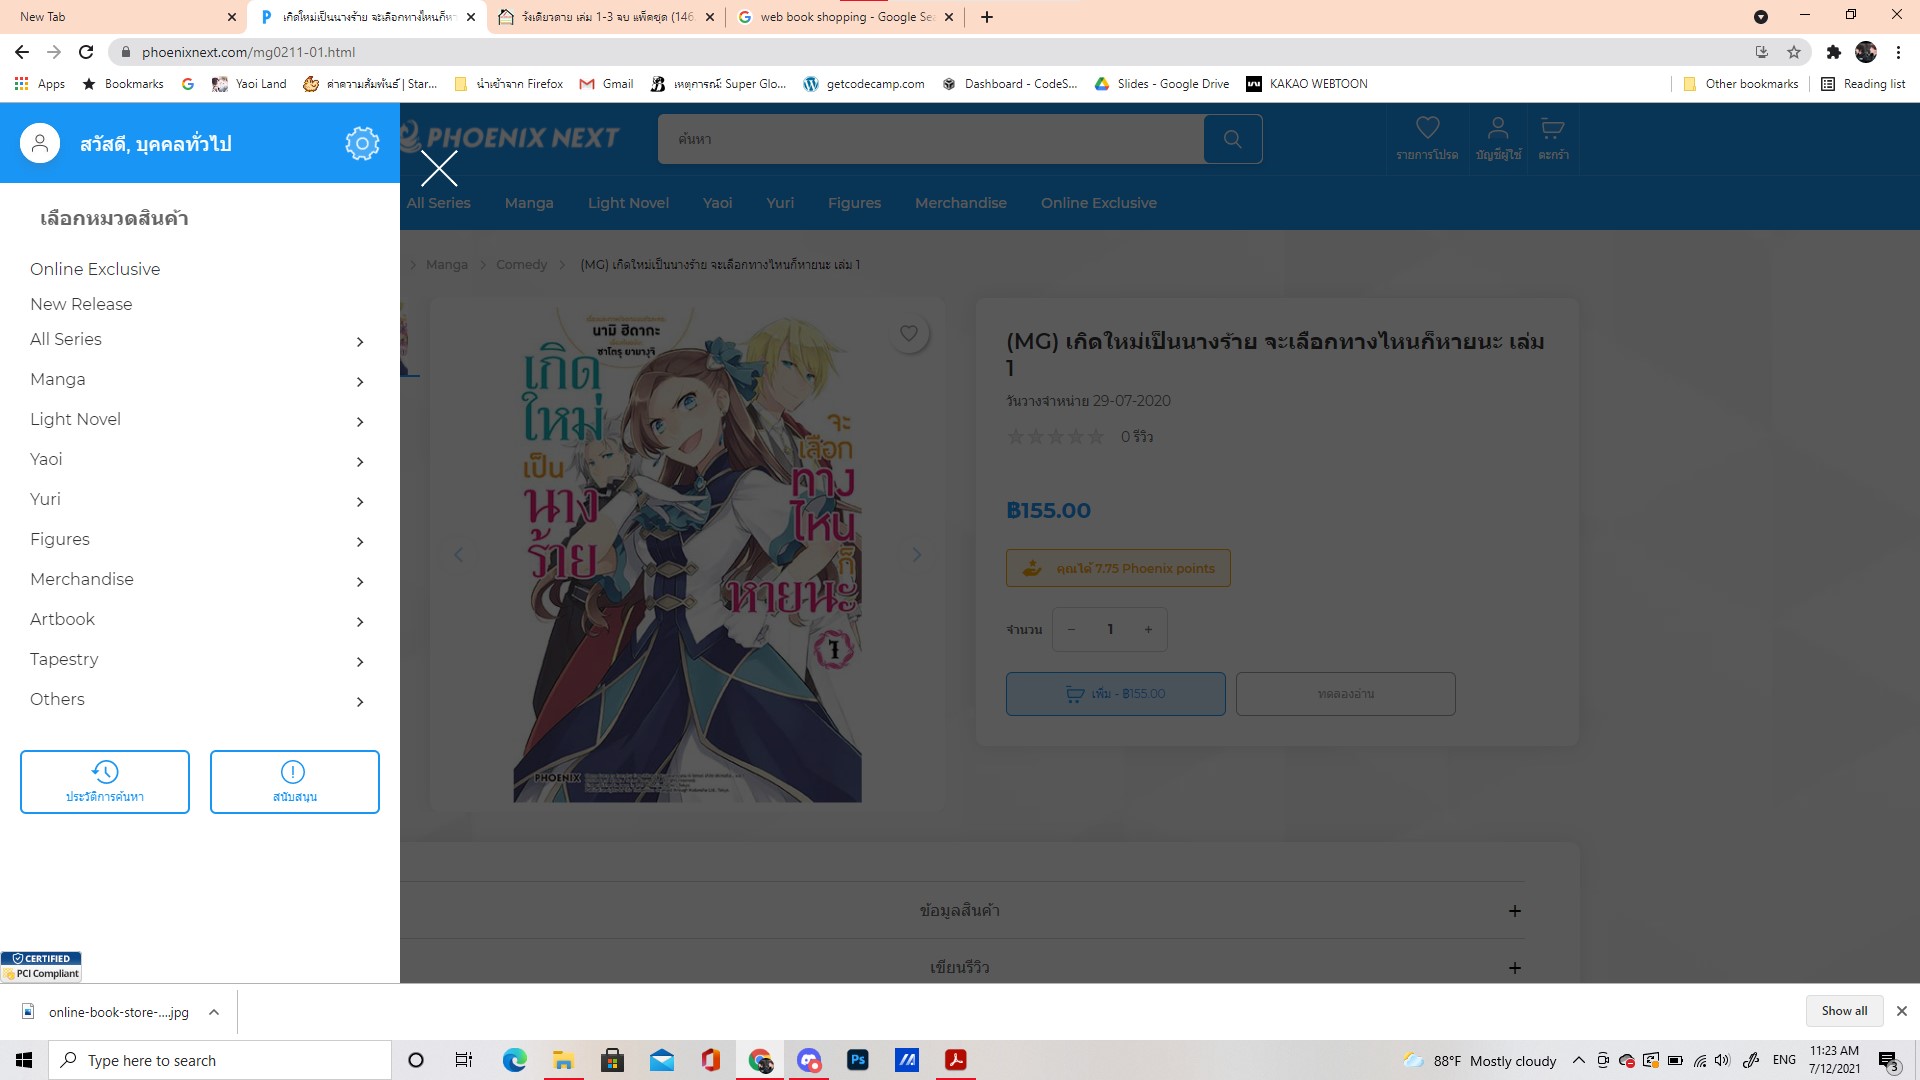 New Tab
เกิดใหม่เป็นนางร้าย จะเลือกทางไหนก็ห
วังเดียวดาย เล่ม 1-3 จบ แพ็คชุด (146
web book shopping - Google Se
phoenixnext.com/mg0211-01.html
Apps
Bookmarks
Yaoi Land
ค่าความสัมพันธ์ | Star...
นำเข้าจาก Firefox
Gmail
เหตุการณ์: Super Glo...
getcodecamp.com
Dashboard - CodeS...
Slides - Google Drive
KAKAO WEBTOON
Other bookmarks
Reading list
สวัสดี, บุคคลทั่วไป
PHOENIX NEXT
ค้นหา
รายการโปรด
บัญชีผู้ใช้
ตะกร้า
All Series
Manga
Light Novel
Yaoi
Yuri
Figures
Merchandise
Online Exclusive
เลือกหมวดสินค้า
Online Exclusive
New Release
All Series
Manga
Light Novel
Yaoi
Yuri
Figures
Merchandise
Artbook
Tapestry
Others
ประวัติการค้นหา
สนับสนุน
CERTIFIED
PCI Compliant
Manga
Comedy
(MG) เกิดใหม่เป็นนางร้าย จะเลือกทางไหนก็หายนะ เล่ม 1
นามิ ฮิดากะ
ซาโตรุ ยามากุจิ
เกิด
ใหม่
เป็น
นาง
ร้าย
จะ
เลือก
ทาง
ไหน
ก็
หายนะ
1
PHOENIX
(MG) เกิดใหม่เป็นนางร้าย จะเลือกทางไหนก็หายนะ เล่ม
1
วันวางจำหน่าย 29-07-2020
0 รีวิว
฿155.00
คุณได้ 7.75 Phoenix points
จำนวน
−
1
+
เพิ่ม - ฿155.00
ทดลองอ่าน
ข้อมูลสินค้า
+
เขียนรีวิว
+
online-book-store-....jpg
Show all
Type here to search
Ps
88°F Mostly cloudy
ENG
11:23 AM
7/12/2021
3